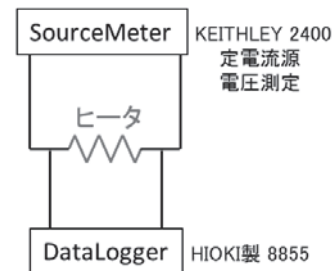 SourceMeter
KEITHLEY 2400
定電流源
電圧測定
ヒータ
DataLogger
HIOKI製 8855